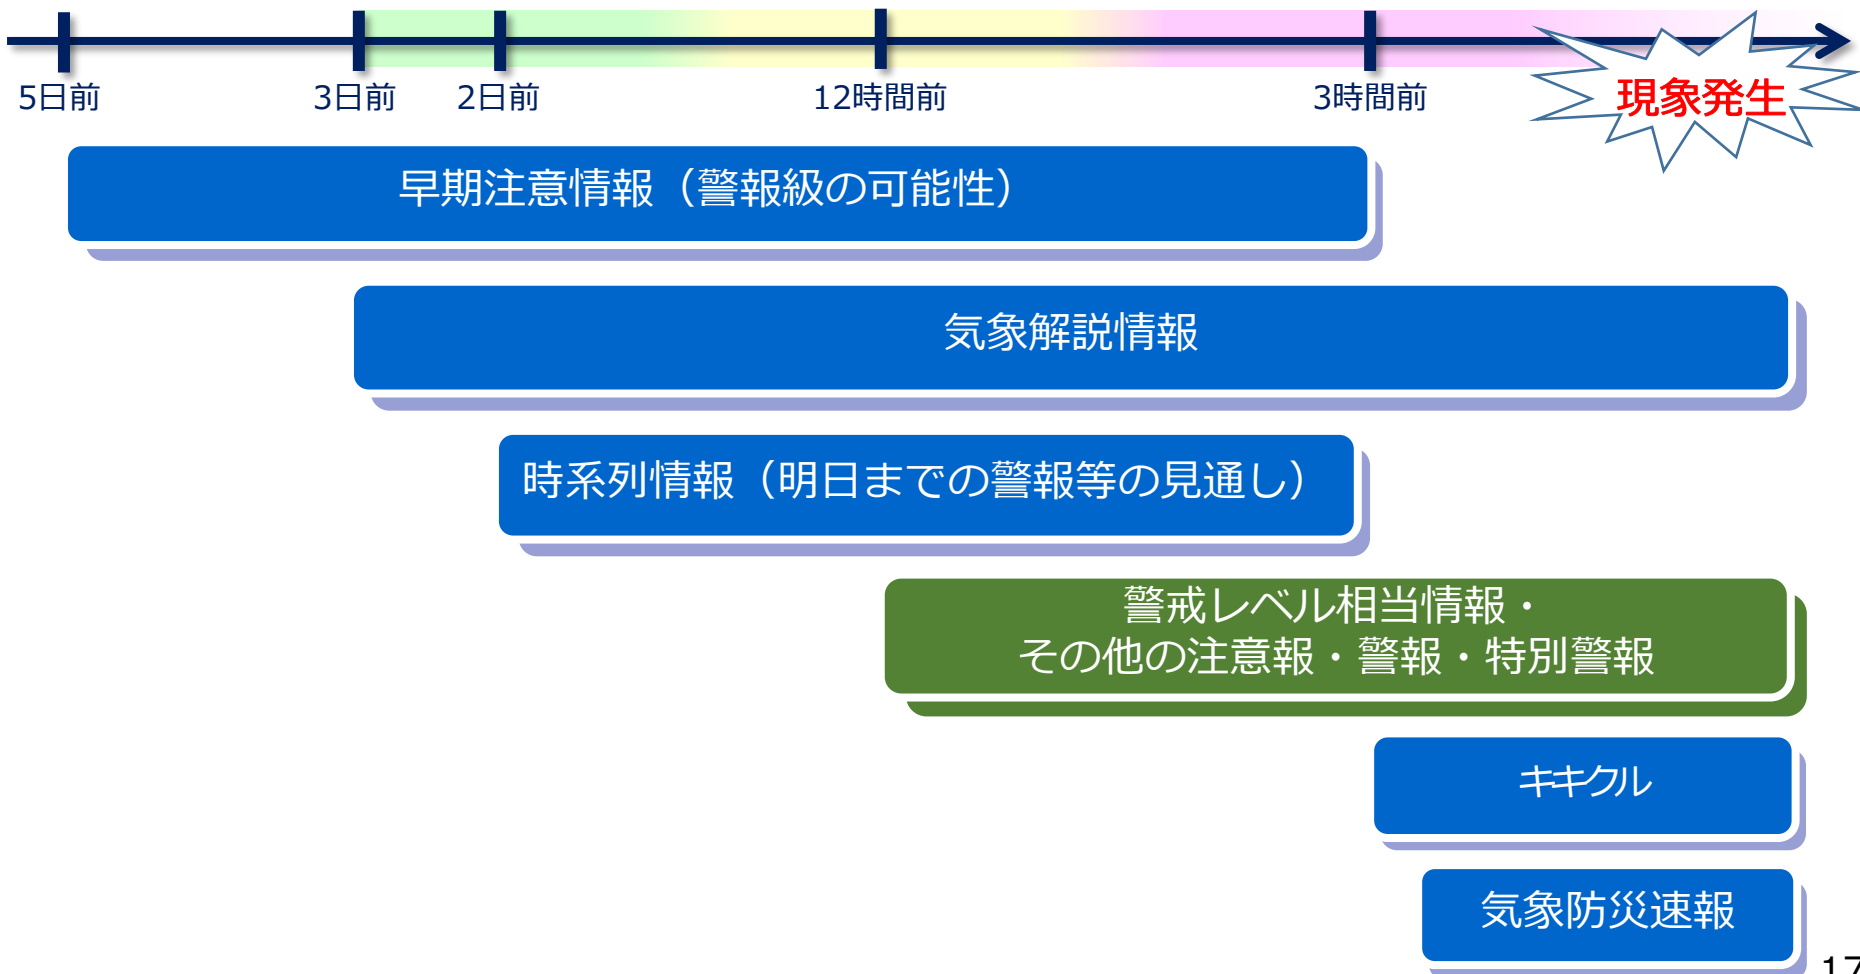 5日前
3日前
2日前
12時間前
3時間前
現象発生
早期注意情報（警報級の可能性）
気象解説情報
時系列情報（明日までの警報等の見通し）
警戒レベル相当情報・
その他の注意報・警報・特別警報
キキクル
気象防災速報
17